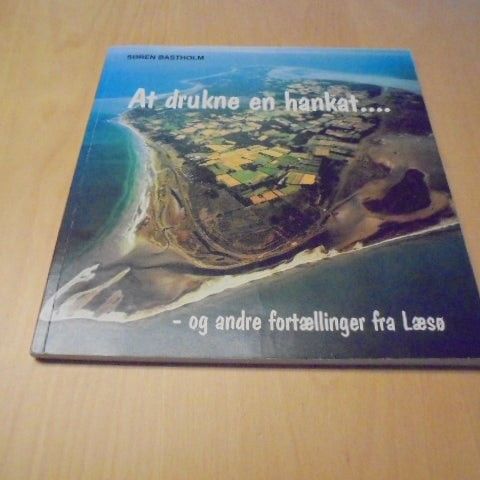 SØREN BASTHOLM
At drukne en hankat....
- og andre fortællinger fra Læsø